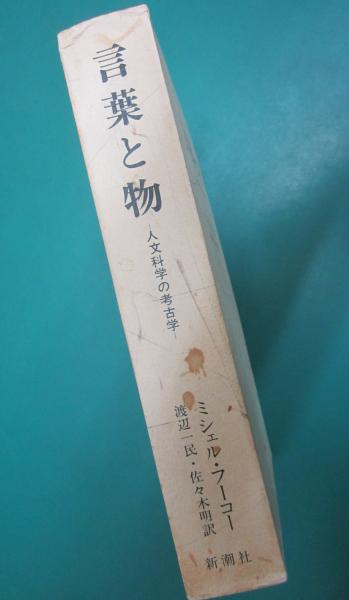 言葉と物
―人文科学の考古学―
ミシェル・フーコー
渡辺一民・佐々木明訳
新潮社